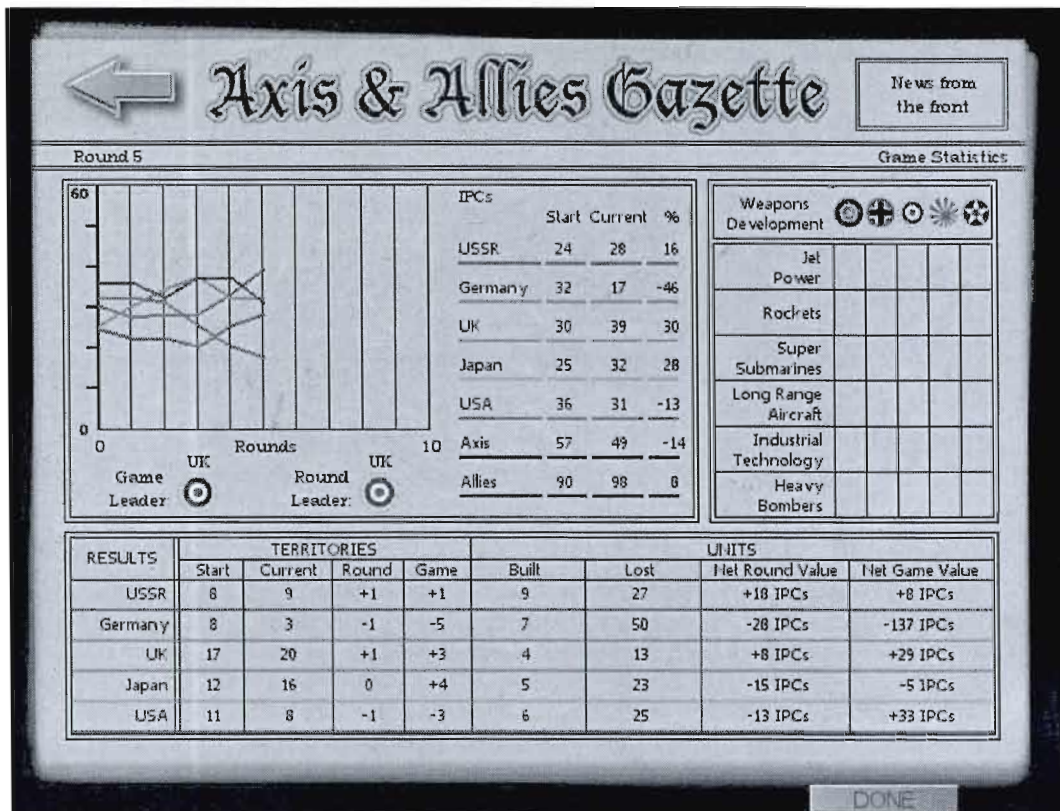 Axis & Allies Gazette
News from
the front
Round 5
Game Statistics
60
0
0
Rounds
10
UK
UK
Game
Leader:
Round
Leader:
IPCs
Start Current %
USSR 24 28 16
Germany 32 17 -46
UK 30 39 30
Japan 25 32 28
USA 36 31 -13
Axis 57 49 -14
Allies 90 98 8
Weapons
Development
Jet
Power
Rockets
Super
Submarines
Long Range
Aircraft
Industrial
Technology
Heavy
Bombers
RESULTS TERRITORIES UNITS
Start Current Round Game Built Lost Net Round Value Net Game Value
USSR 8 9 +1 +1 9 27 +18 IPCs +8 IPCs
Germany 8 3 -1 -5 7 50 -28 IPCs -137 IPCs
UK 17 20 +1 +3 4 13 +8 IPCs +29 IPCs
Japan 12 16 0 +4 5 23 -15 IPCs -5 IPCs
USA 11 8 -1 -3 6 25 -13 IPCs +33 IPCs
DONE